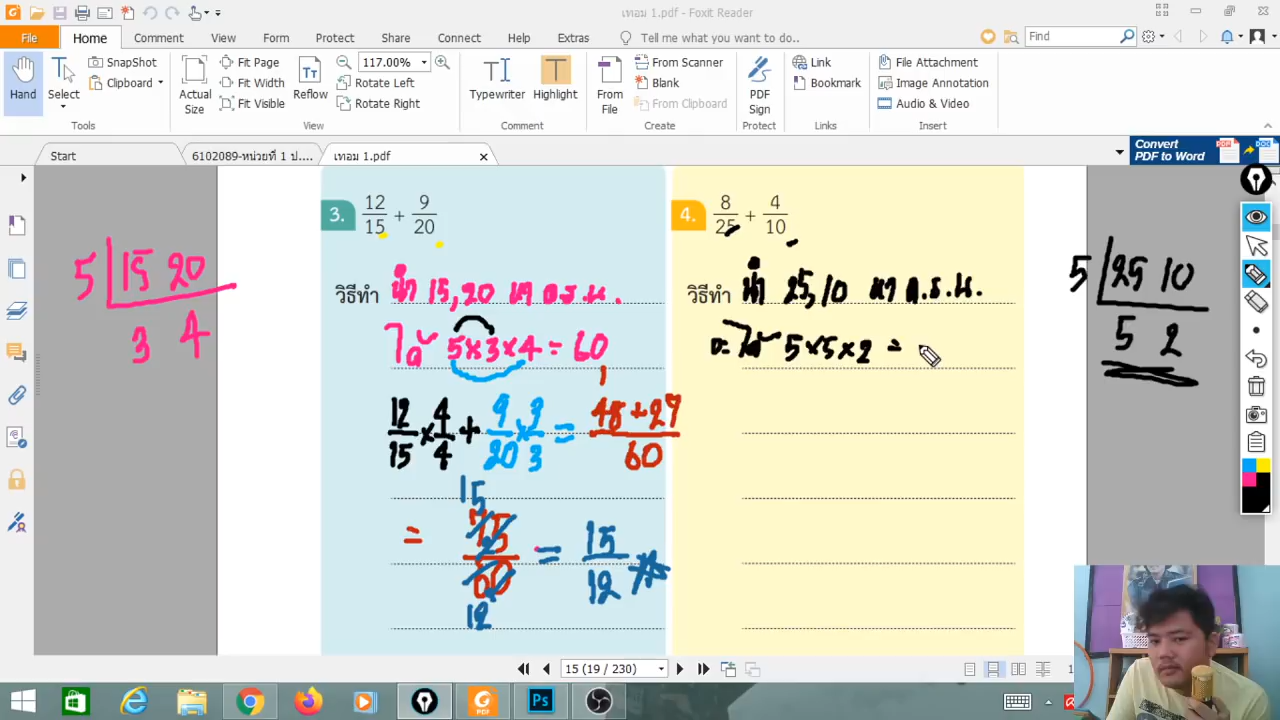 เทอม 1.pdf - Foxit Reader
File Home Comment View Form Protect Share Connect Help Extras Tell me what you want to do.. Find
Hand Select SnapShot Clipboard Actual Size Fit Page Fit Width Fit Visible Reflow 117.00% Rotate Left Rotate Right Typewriter Highlight From File From Scanner Blank From Clipboard PDF Sign Link Bookmark File Attachment Image Annotation Audio & Video
Tools View Comment Create Protect Links Insert
Start 6102089-หน่วยที่ 1 ป.... เทอม 1.pdf
Convert PDF to Word
3. 12/15 + 9/20
5 15 20
3 4
วิธีทำ นำ 15,20 หา ค.ร.น.
ได้ 5×3×4 = 60
12/15 × 4/4 + 9/20 × 3/3 = 48+27/60
= 75/60 = 15/12
15
12
4. 8/25 + 4/10
5 25 10
5 2
วิธีทำ นำ 25,10 หา ค.ร.น.
จะได้ 5×5×2 =
15 (19 / 230)
Ps